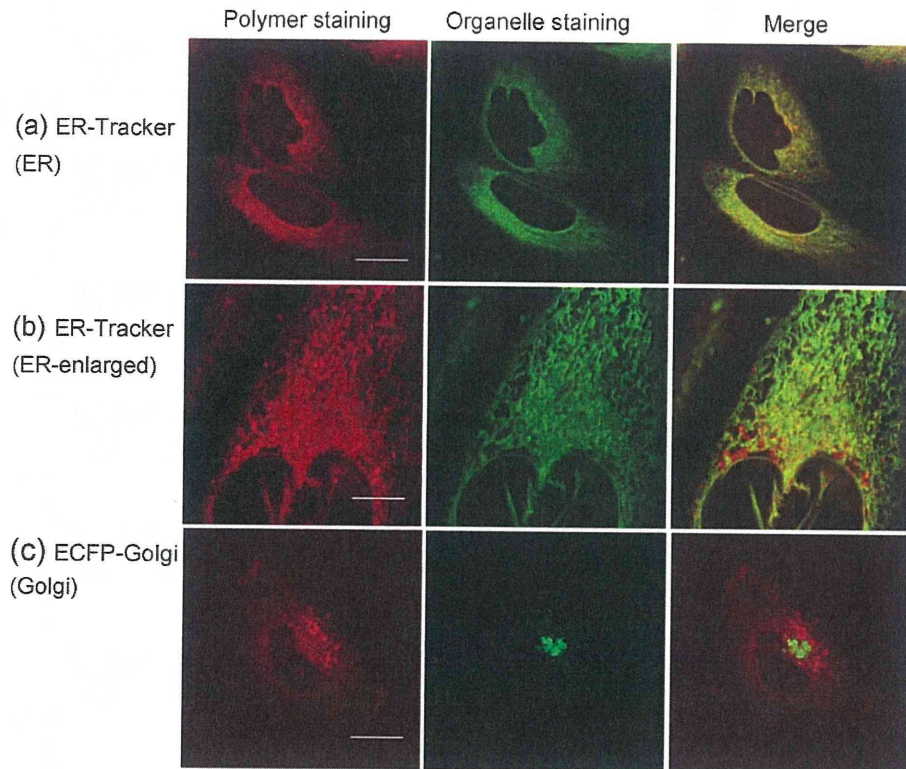 Polymer staining Organelle staining Merge
(a) ER-Tracker
(ER)
(b) ER-Tracker
(ER-enlarged)
(c) ECFP-Golgi
(Golgi)